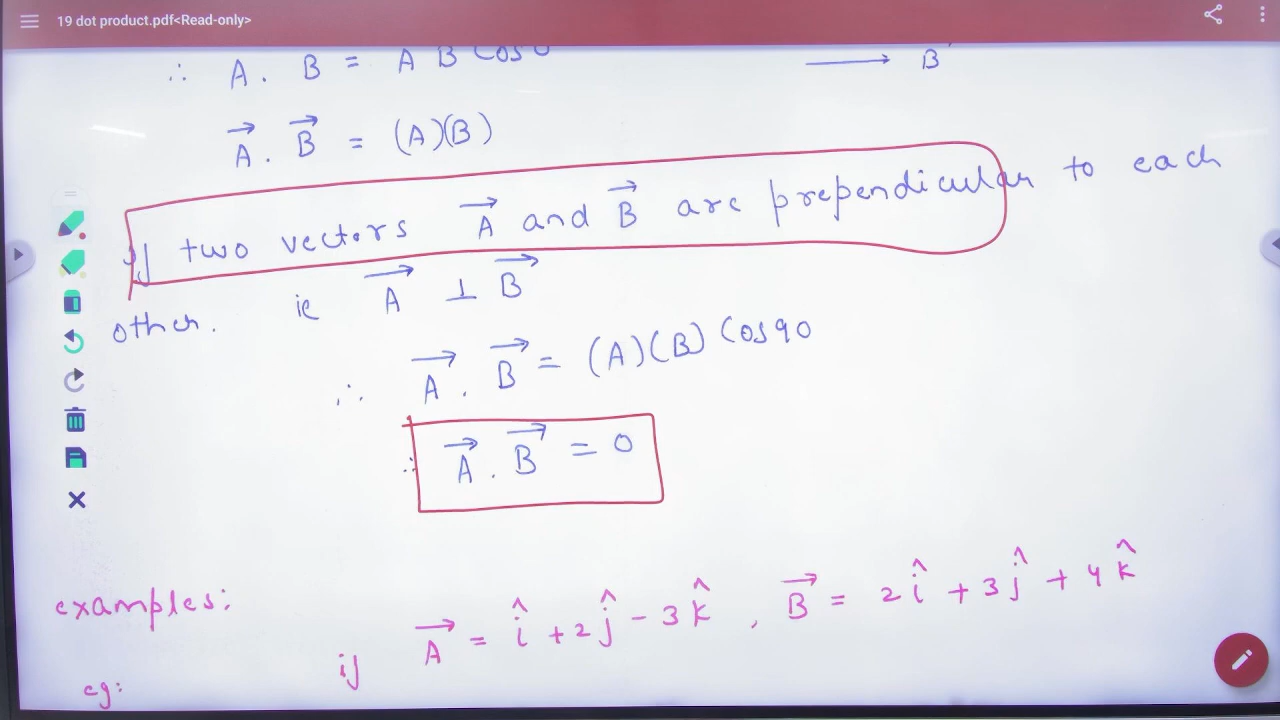 19 dot product.pdf<Read-only>
∴ A . B = A B Cosθ
B
A⃗ . B⃗ = (A)(B)
If two vectors A⃗ and B⃗ are prependicular to each
other. ie A⃗ ⊥ B⃗
∴ A⃗ . B⃗ = (A)(B) Cos90
∴ A⃗ . B⃗ = 0
examples:
eg: if A⃗ = î + 2ĵ - 3k̂ , B⃗ = 2î + 3ĵ + 4k̂